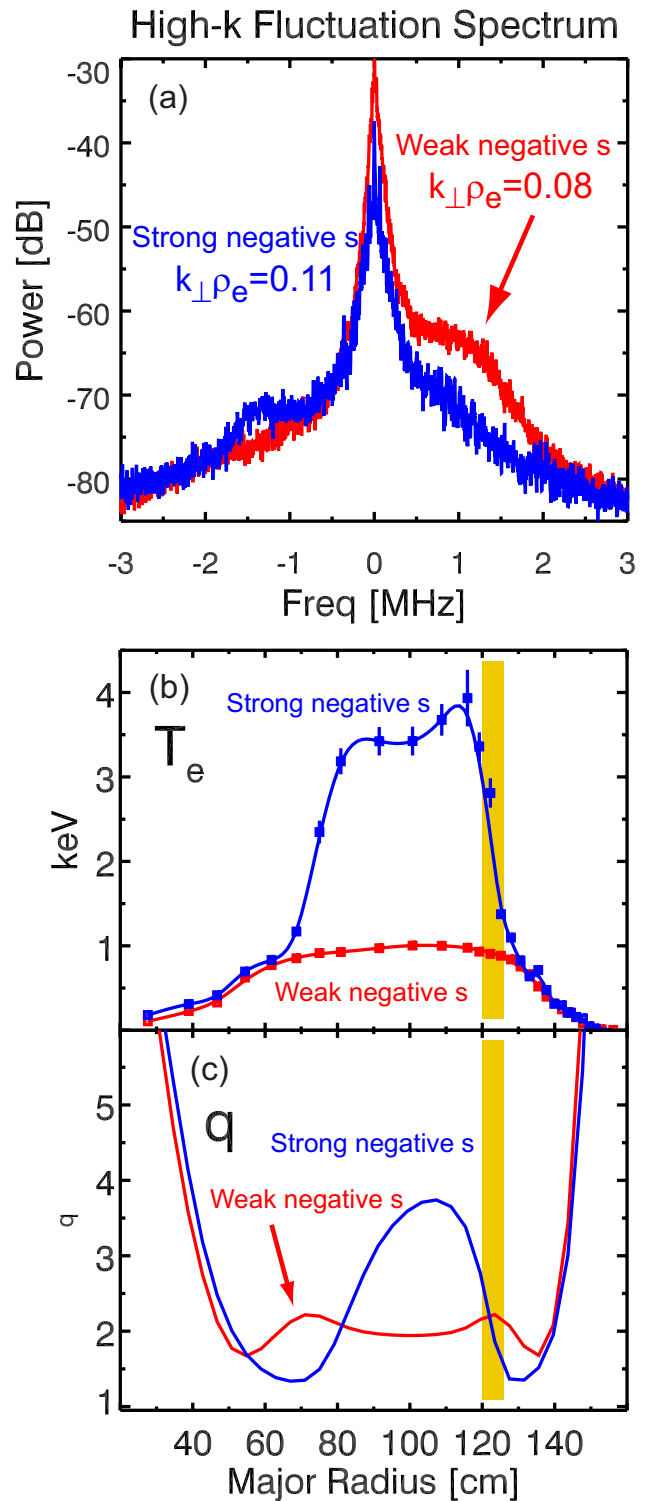 High-k Fluctuation Spectrum
(a)
-30
-40
-50
-60
-70
-80
Power [dB]
Weak negative s
k⊥ρe=0.08
Strong negative s
k⊥ρe=0.11
-3 -2 -1 0 1 2 3
Freq [MHz]
(b)
Strong negative s
Te
keV
4
3
2
1
Weak negative s
(c)
q
Strong negative s
Weak negative s
q
5
4
3
2
1
40 60 80 100 120 140
Major Radius [cm]